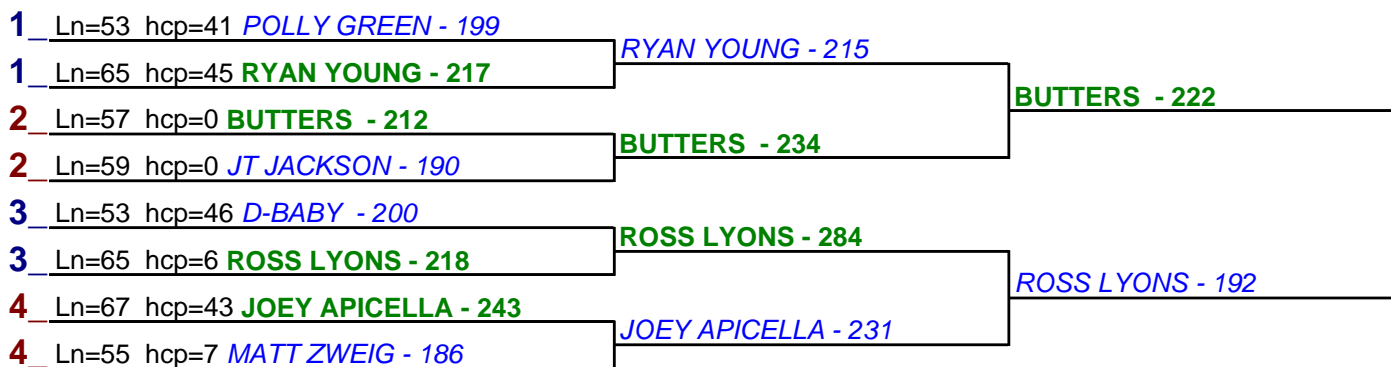 1_ Ln=53 hcp=41 POLLY GREEN - 199
RYAN YOUNG - 215
1_ Ln=65 hcp=45 RYAN YOUNG - 217
BUTTERS - 222
2_ Ln=57 hcp=0 BUTTERS - 212
BUTTERS - 234
2_ Ln=59 hcp=0 JT JACKSON - 190
3_ Ln=53 hcp=46 D-BABY - 200
ROSS LYONS - 284
3_ Ln=65 hcp=6 ROSS LYONS - 218
ROSS LYONS - 192
4_ Ln=67 hcp=43 JOEY APICELLA - 243
JOEY APICELLA - 231
4_ Ln=55 hcp=7 MATT ZWEIG - 186